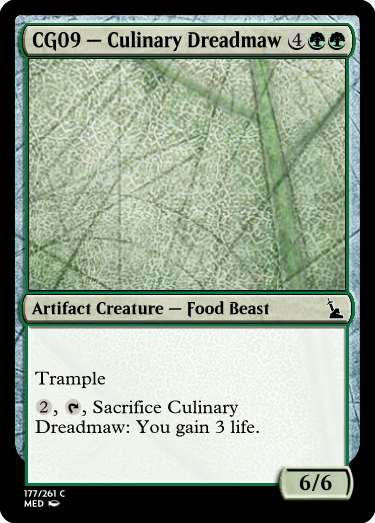 CG09 — Culinary Dreadmaw 4
Artifact Creature — Food Beast
Trample
2, , Sacrifice Culinary
Dreadmaw: You gain 3 life.
6/6
177/261 C
MED